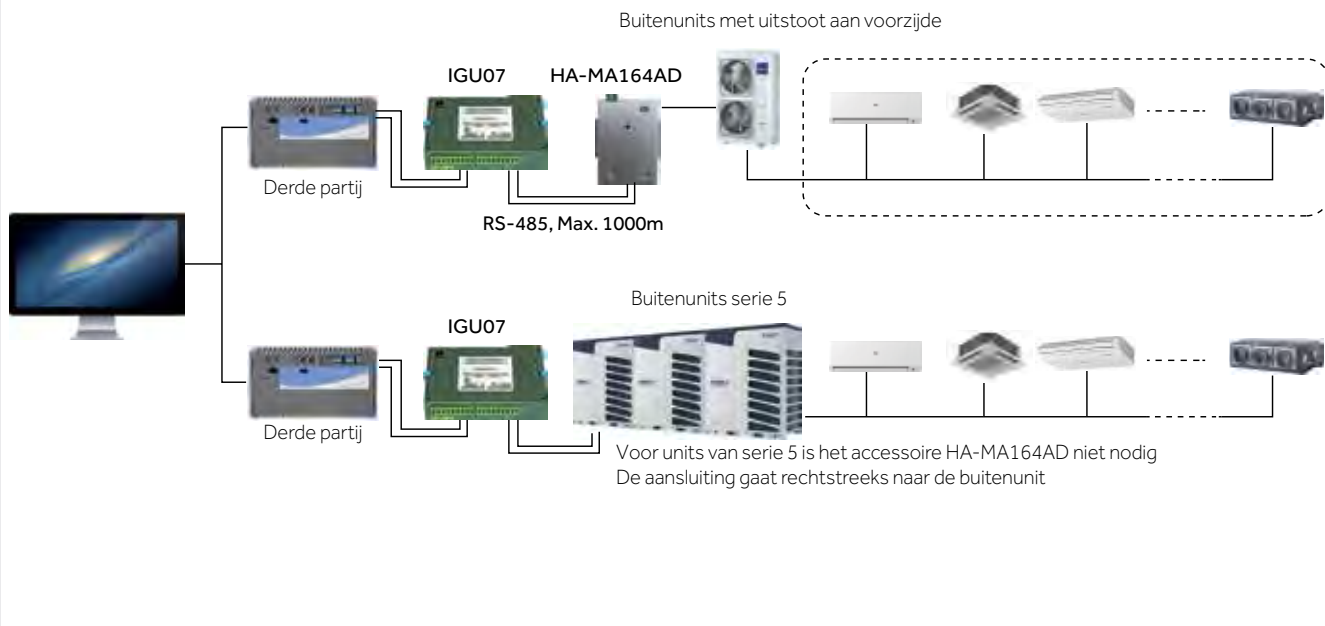 Buitenunits met uitstoot aan voorzijde
IGU07
HA-MA164AD
Derde partij
RS-485, Max. 1000m
Buitenunits serie 5
IGU07
Derde partij
Voor units van serie 5 is het accessoire HA-MA164AD niet nodig
De aansluiting gaat rechtstreeks naar de buitenunit